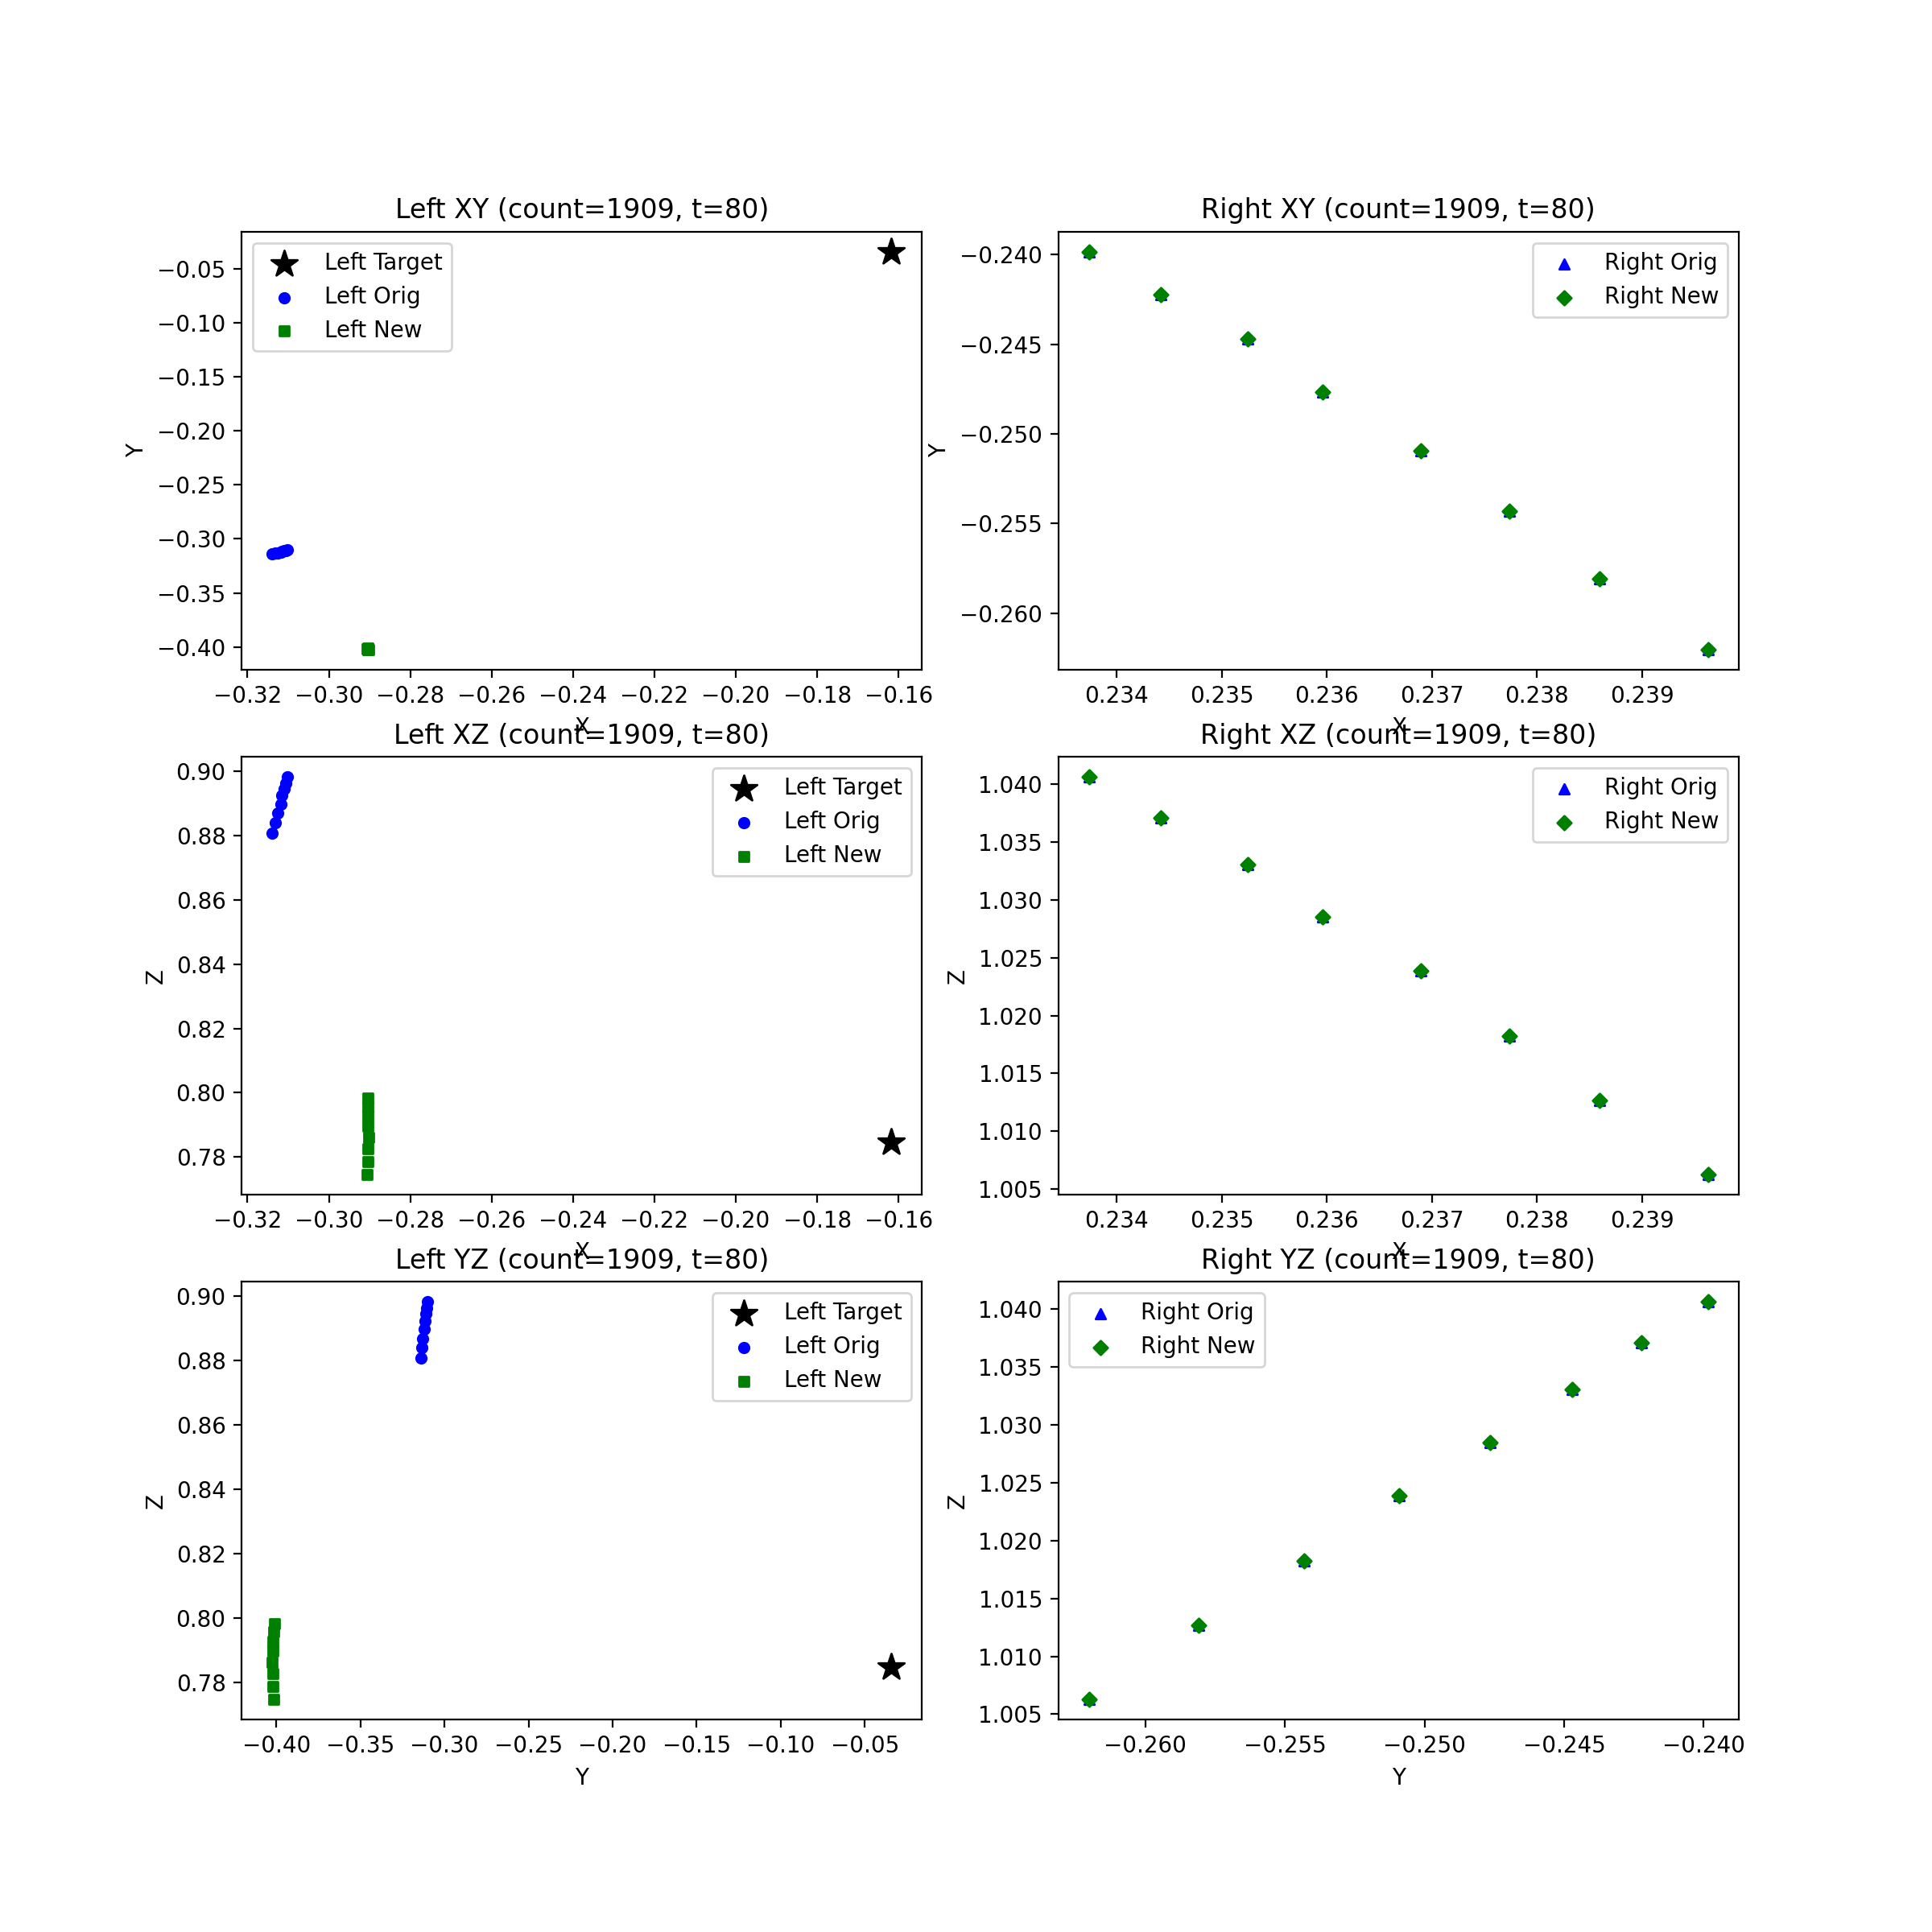 Left XY (count=1909, t=80)
Left Target
Left Orig
Left New
−0.05
−0.10
−0.15
−0.20
−0.25
−0.30
−0.35
−0.40
Y
−0.32 −0.30 −0.28 −0.26 −0.24 −0.22 −0.20 −0.18 −0.16
X
Right XY (count=1909, t=80)
Right Orig
Right New
−0.240
−0.245
−0.250
−0.255
−0.260
Y
0.234 0.235 0.236 0.237 0.238 0.239
X
Left XZ (count=1909, t=80)
Left Target
Left Orig
Left New
0.90
0.88
0.86
0.84
0.82
0.80
0.78
Z
−0.32 −0.30 −0.28 −0.26 −0.24 −0.22 −0.20 −0.18 −0.16
X
Right XZ (count=1909, t=80)
Right Orig
Right New
1.040
1.035
1.030
1.025
1.020
1.015
1.010
1.005
Z
0.234 0.235 0.236 0.237 0.238 0.239
X
Left YZ (count=1909, t=80)
Left Target
Left Orig
Left New
0.90
0.88
0.86
0.84
0.82
0.80
0.78
Z
−0.40 −0.35 −0.30 −0.25 −0.20 −0.15 −0.10 −0.05
Y
Right YZ (count=1909, t=80)
Right Orig
Right New
1.040
1.035
1.030
1.025
1.020
1.015
1.010
1.005
Z
−0.260 −0.255 −0.250 −0.245 −0.240
Y